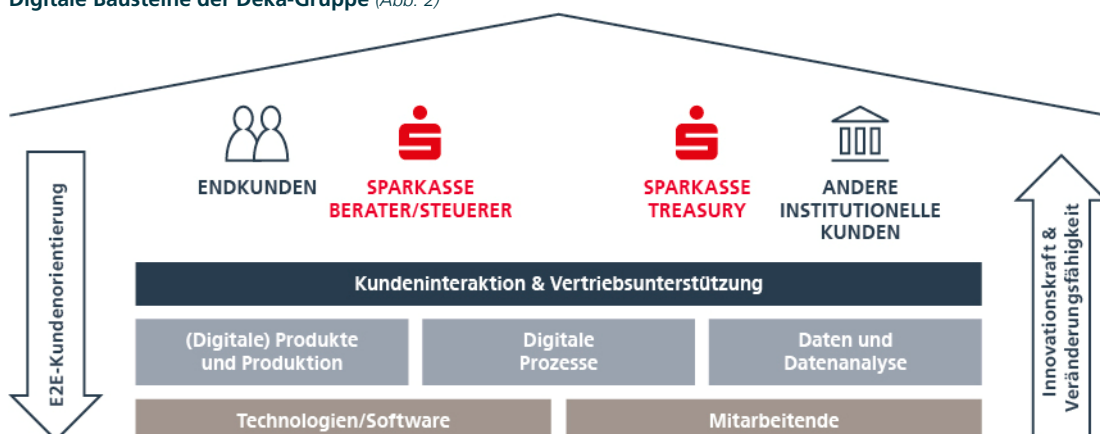 Digitale Bausteine der Deka-Gruppe (Abb. 2)
ENDKUNDEN
SPARKASSE
BERATER/STEUERER
SPARKASSE
TREASURY
ANDERE
INSTITUTIONELLE
KUNDEN
E2E-Kundenorientierung
Innovationskraft &
Veränderungsfähigkeit
Kundeninteraktion & Vertriebsunterstützung
(Digitale) Produkte
und Produktion
Digitale
Prozesse
Daten und
Datenanalyse
Technologien/Software
Mitarbeitende